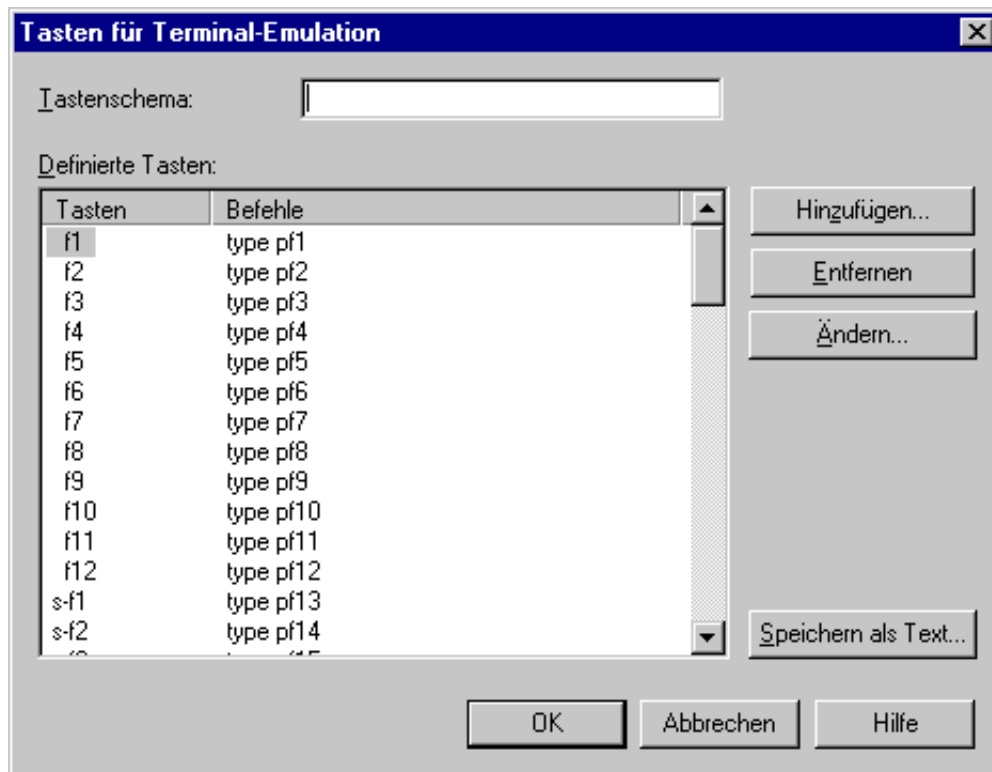 Tasten für Terminal-Emulation
Tastenschema:
Definierte Tasten:
Tasten Befehle
f1 type pf1
f2 type pf2
f3 type pf3
f4 type pf4
f5 type pf5
f6 type pf6
f7 type pf7
f8 type pf8
f9 type pf9
f10 type pf10
f11 type pf11
f12 type pf12
s-f1 type pf13
s-f2 type pf14
Hinzufügen...
Entfernen
Ändern...
Speichern als Text...
OK Abbrechen Hilfe